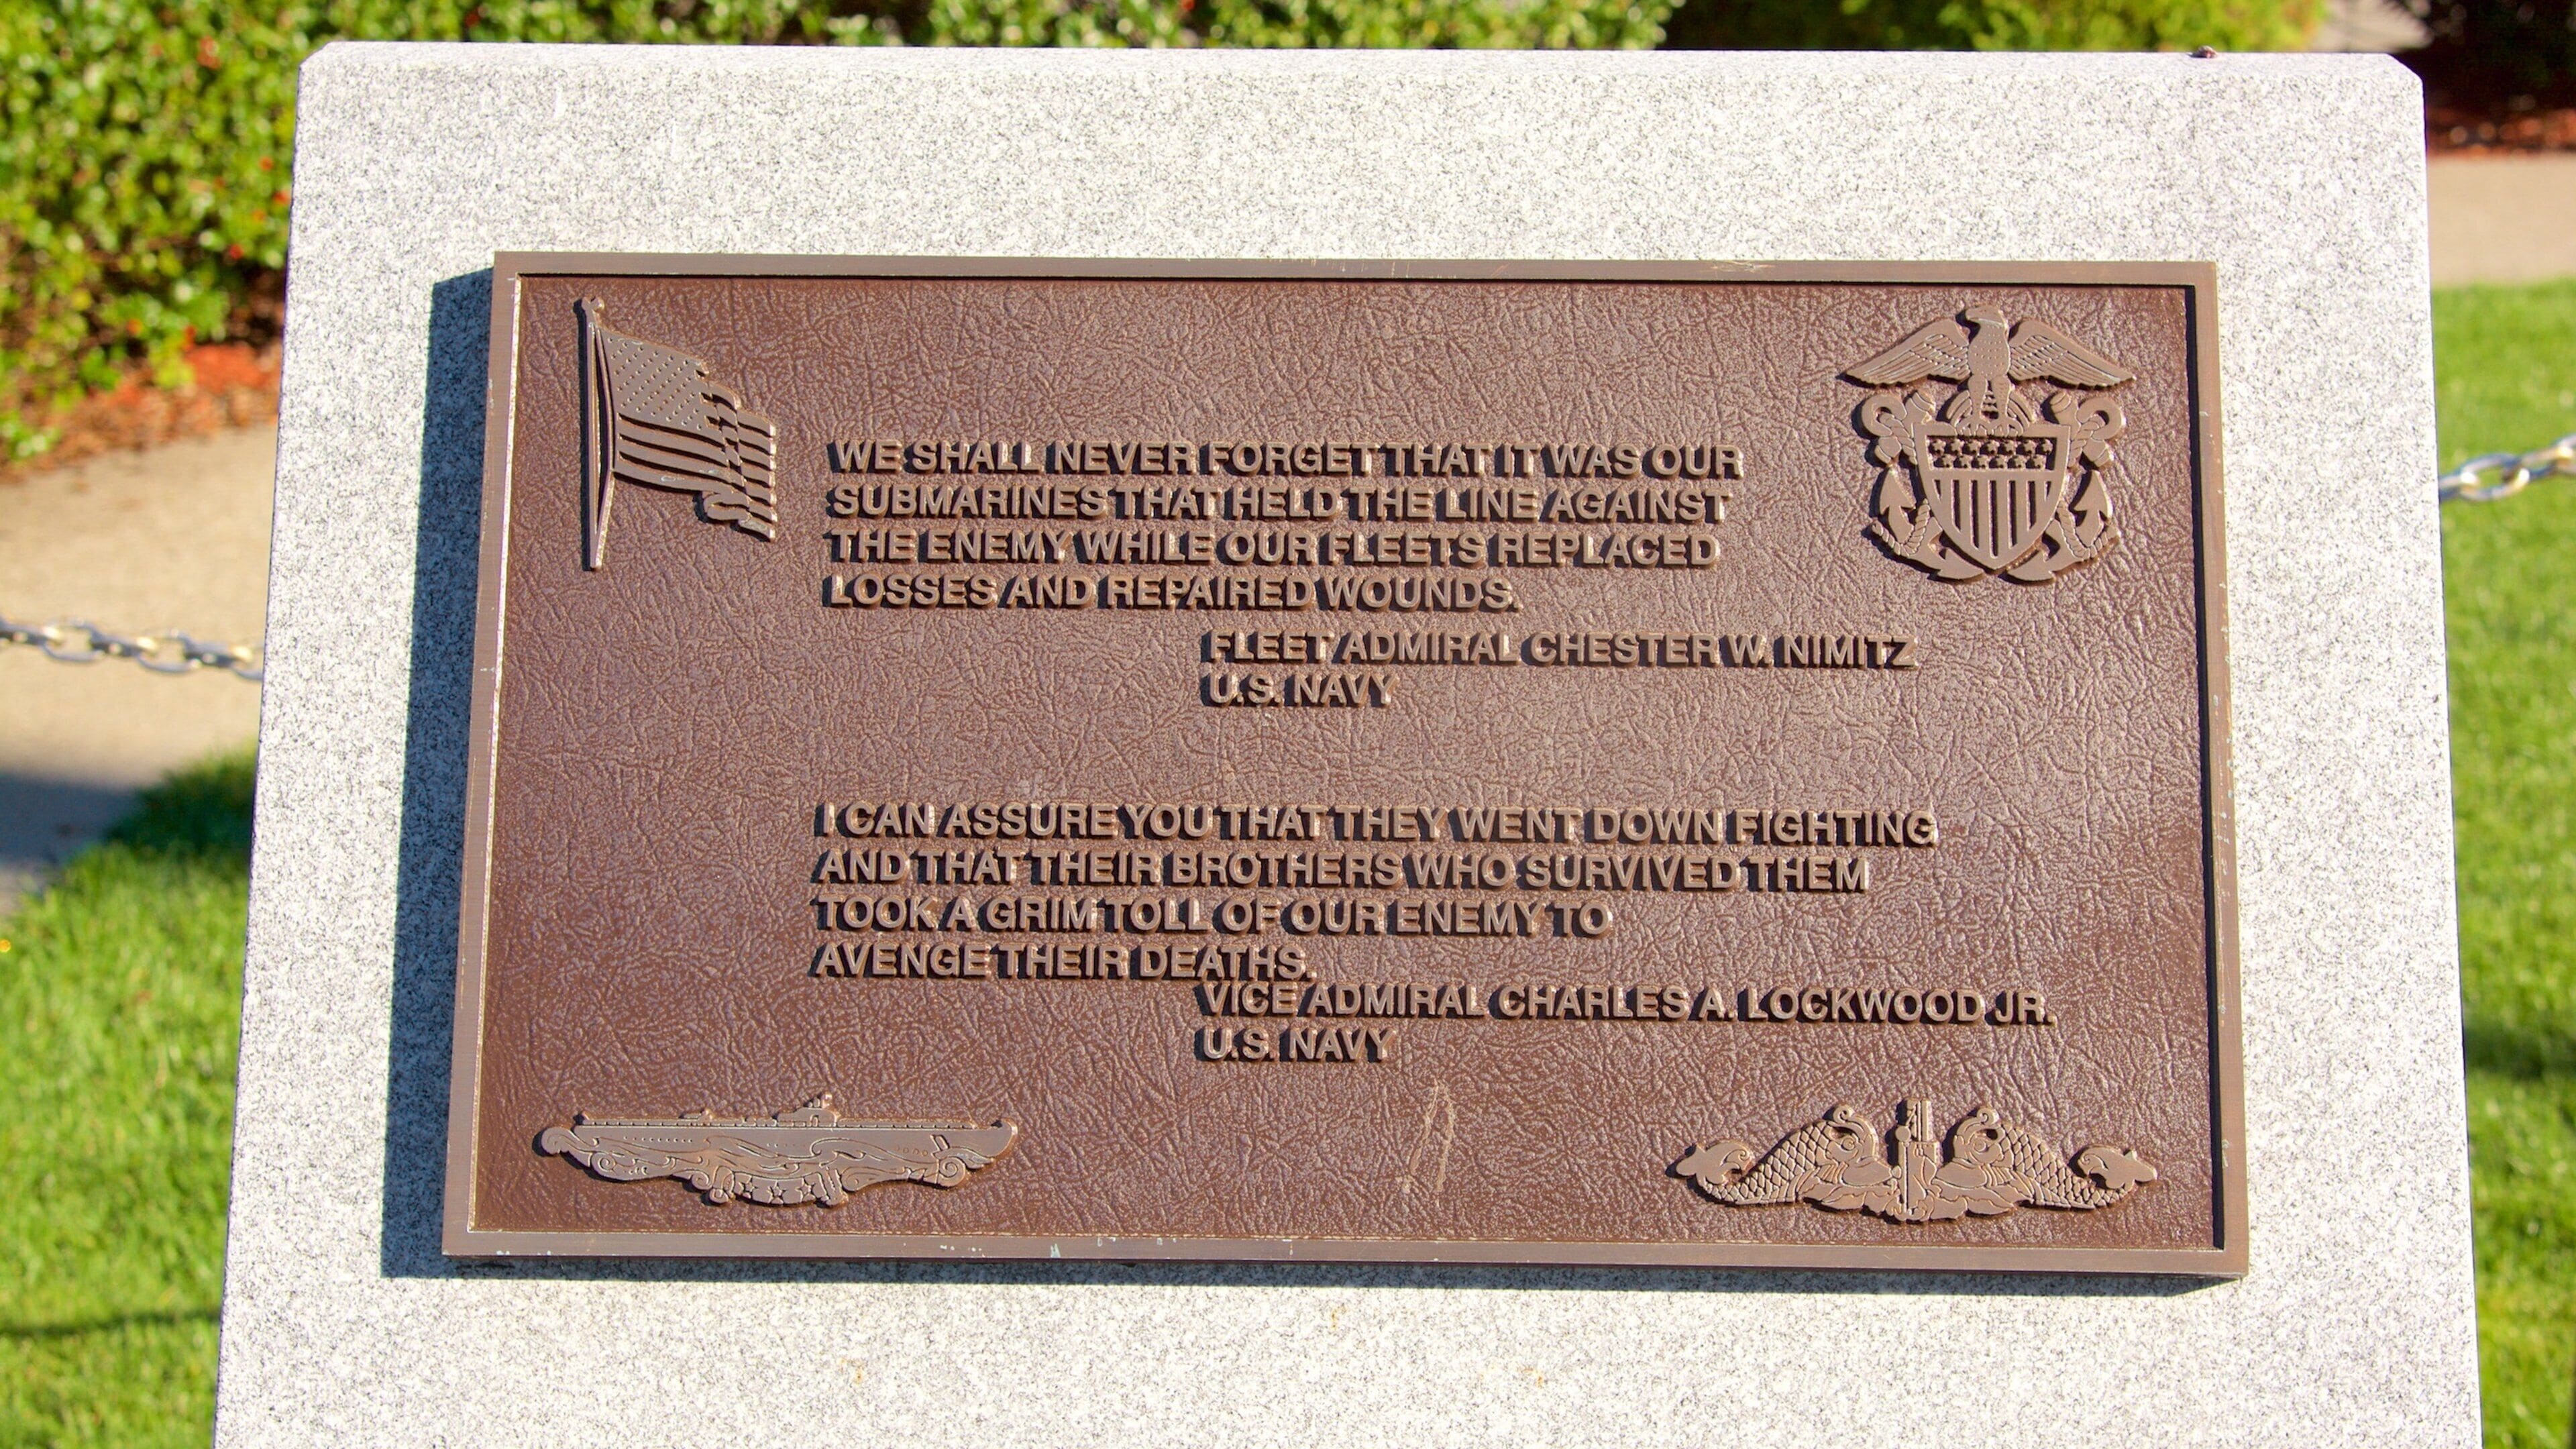 WE SHALL NEVER FORGET THAT IT WAS OUR
SUBMARINES THAT HELD THE LINE AGAINST
THE ENEMY WHILE OUR FLEETS REPLACED
LOSSES AND REPAIRED WOUNDS.
FLEET ADMIRAL CHESTER W. NIMITZ
U.S. NAVY
I CAN ASSURE YOU THAT THEY WENT DOWN FIGHTING
AND THAT THEIR BROTHERS WHO SURVIVED THEM
TOOK A GRIM TOLL OF OUR ENEMY TO
AVENGE THEIR DEATHS.
VICE ADMIRAL CHARLES A. LOCKWOOD JR.
U.S. NAVY